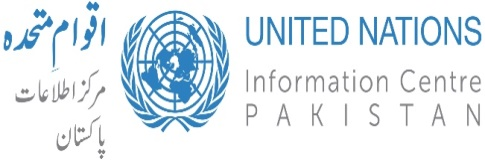 اقوامِ متحدہ
مرکز اطلاعات
پاکستان
UNITED NATIONS
Information Centre
PAKISTAN